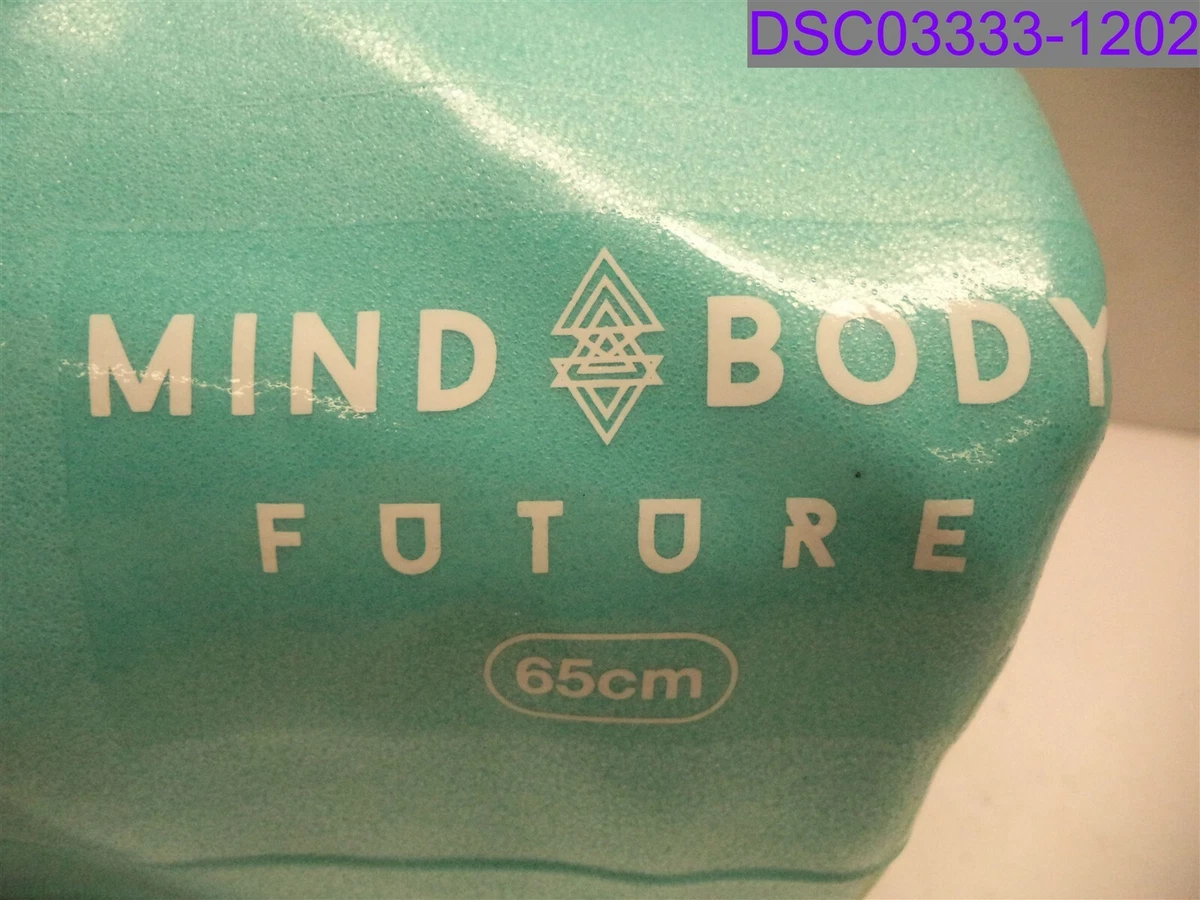 DSC03333-1202
MIND BODY
FUTURE
65cm